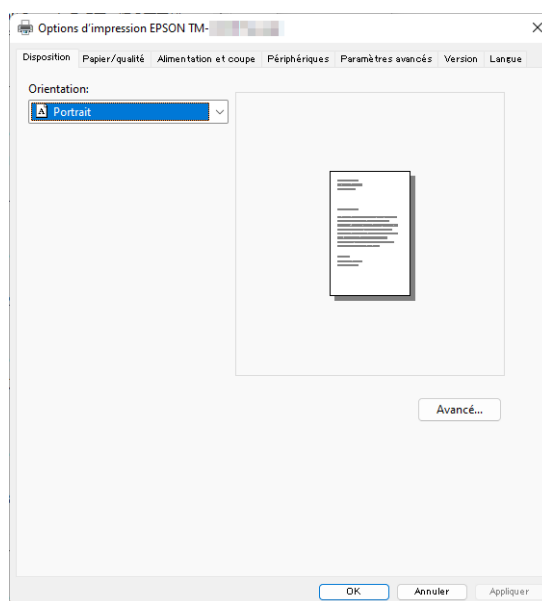 Options d'impression EPSON TM-
Disposition Papier/qualité Alimentation et coupe Périphériques Paramètres avancés Version Langue
Orientation:
Portrait
Avancé...
OK Annuler Appliquer